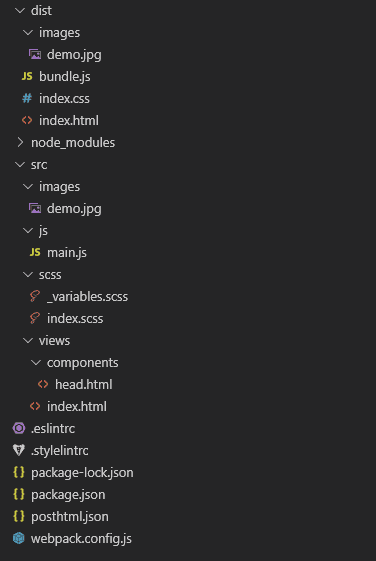 dist
images
demo.jpg
JS bundle.js
# index.css
<> index.html
node_modules
src
images
demo.jpg
js
JS main.js
scss
_variables.scss
index.scss
views
components
<> head.html
<> index.html
.eslintrc
.stylelintrc
{} package-lock.json
{} package.json
{} posthtml.json
webpack.config.js